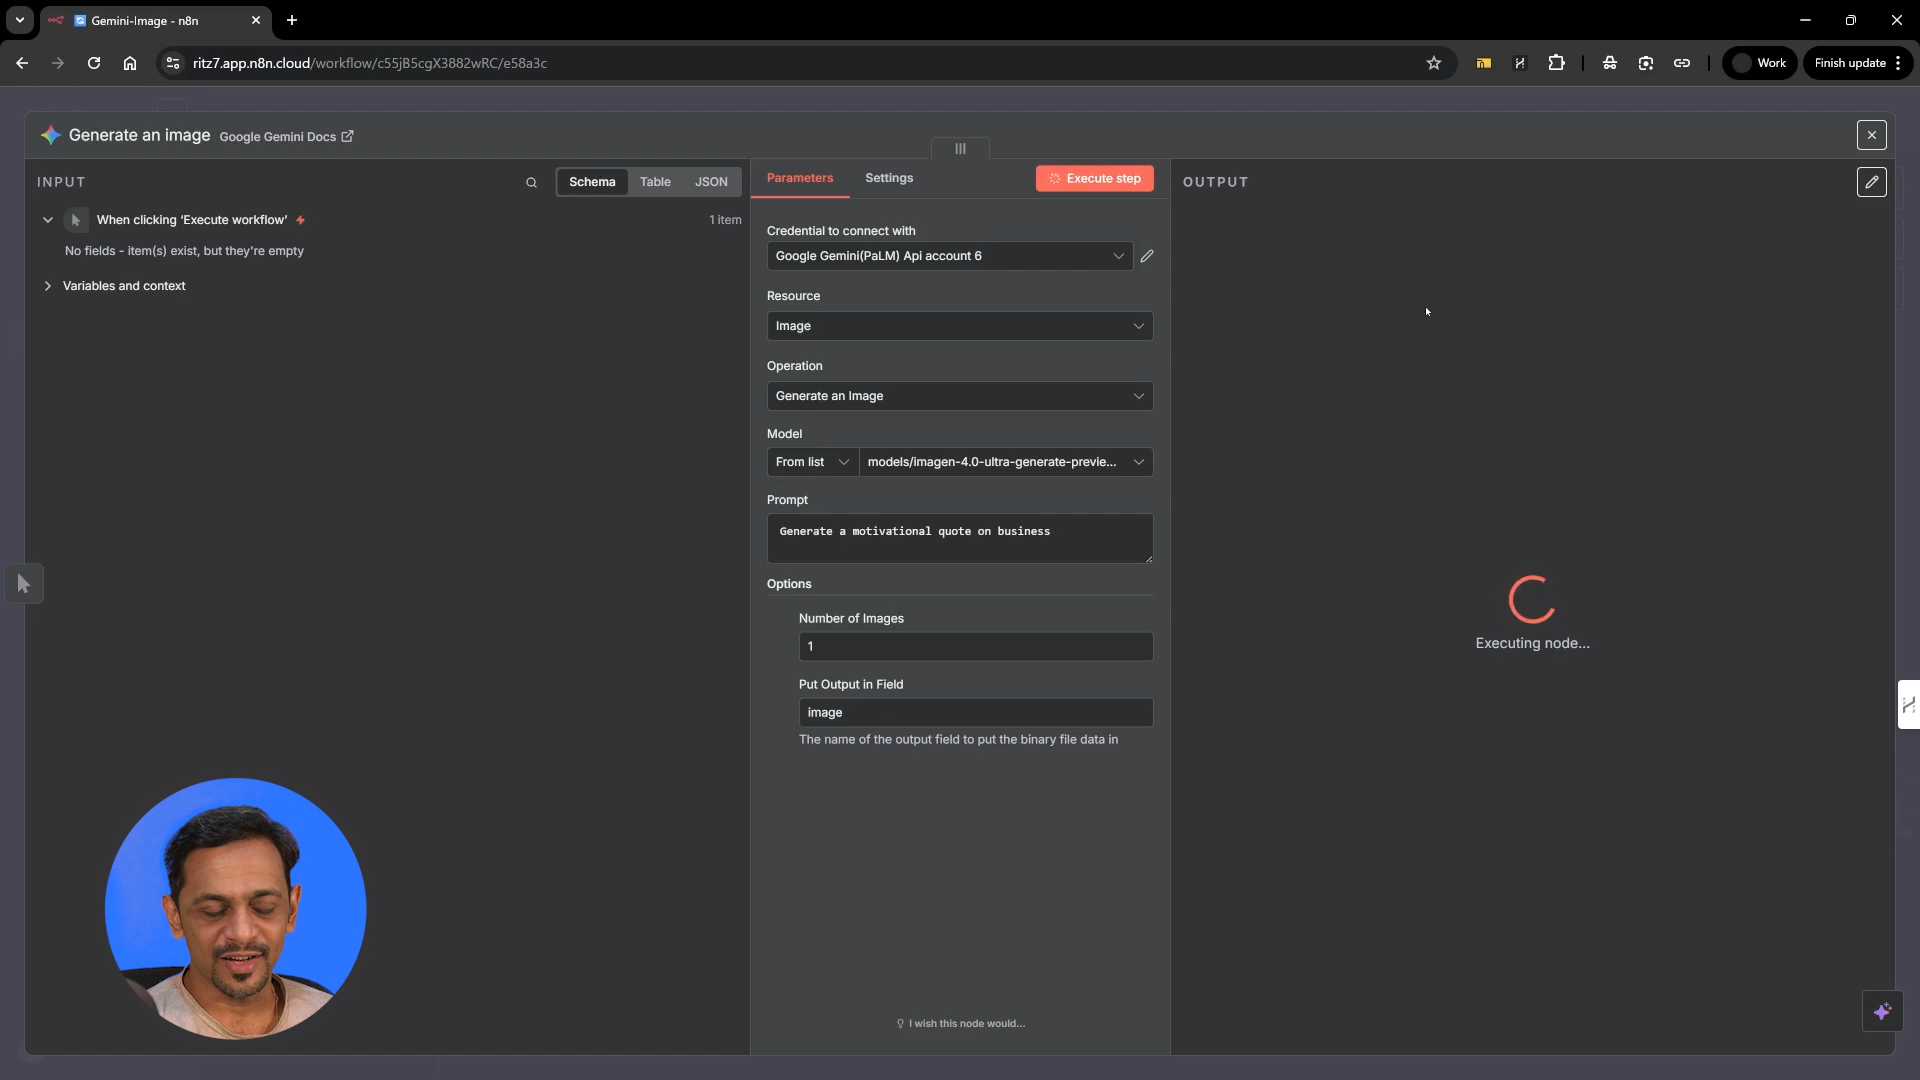 Gemini-Image - n8n
ritz7.app.n8n.cloud/workflow/c55jB5cgX3882wRC/e58a3c
Work
Finish update
Generate an image
Google Gemini Docs
INPUT
Schema
Table
JSON
When clicking ‘Execute workflow’
1 item
No fields - item(s) exist, but they're empty
Variables and context
Parameters
Settings
Execute step
Credential to connect with
Google Gemini(PaLM) Api account 6
Resource
Image
Operation
Generate an Image
Model
From list
models/imagen-4.0-ultra-generate-previe...
Prompt
Generate a motivational quote on business
Options
Number of Images
1
Put Output in Field
image
The name of the output field to put the binary file data in
I wish this node would...
OUTPUT
Executing node...